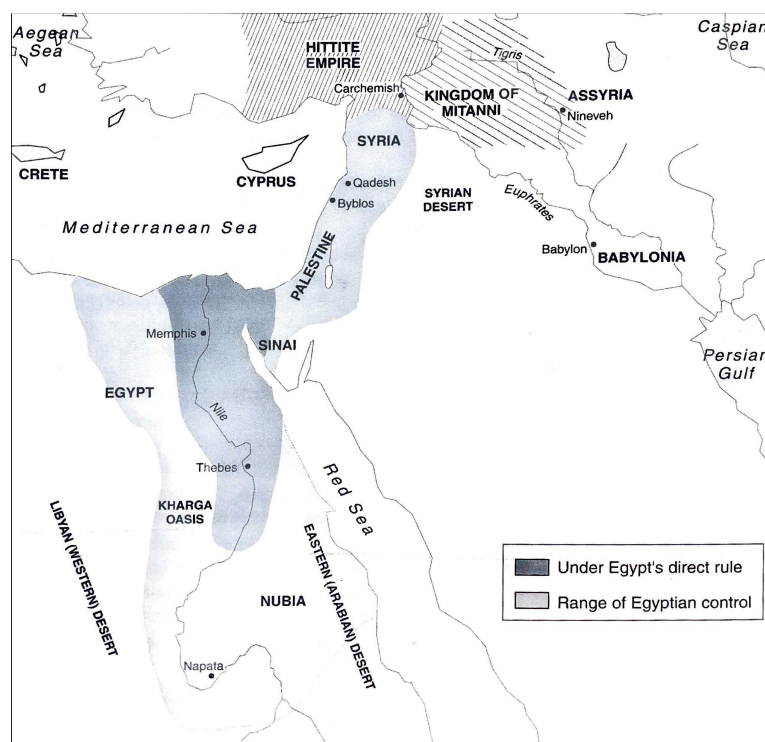 Aegean
Sea
HITTITE
EMPIRE
Caspian
Sea
Tigris
Carchemish
KINGDOM OF
MITANNI
ASSYRIA
Nineveh
SYRIA
CRETE
CYPRUS
Qadesh
Byblos
SYRIAN
DESERT
Euphrates
Mediterranean Sea
PALESTINE
Babylon
BABYLONIA
Memphis
SINAI
Persian
Gulf
EGYPT
Nile
Thebes
Red Sea
KHARGA
OASIS
LIBYAN (WESTERN) DESERT
EASTERN (ARABIAN) DESERT
NUBIA
Napata
Under Egypt's direct rule
Range of Egyptian control